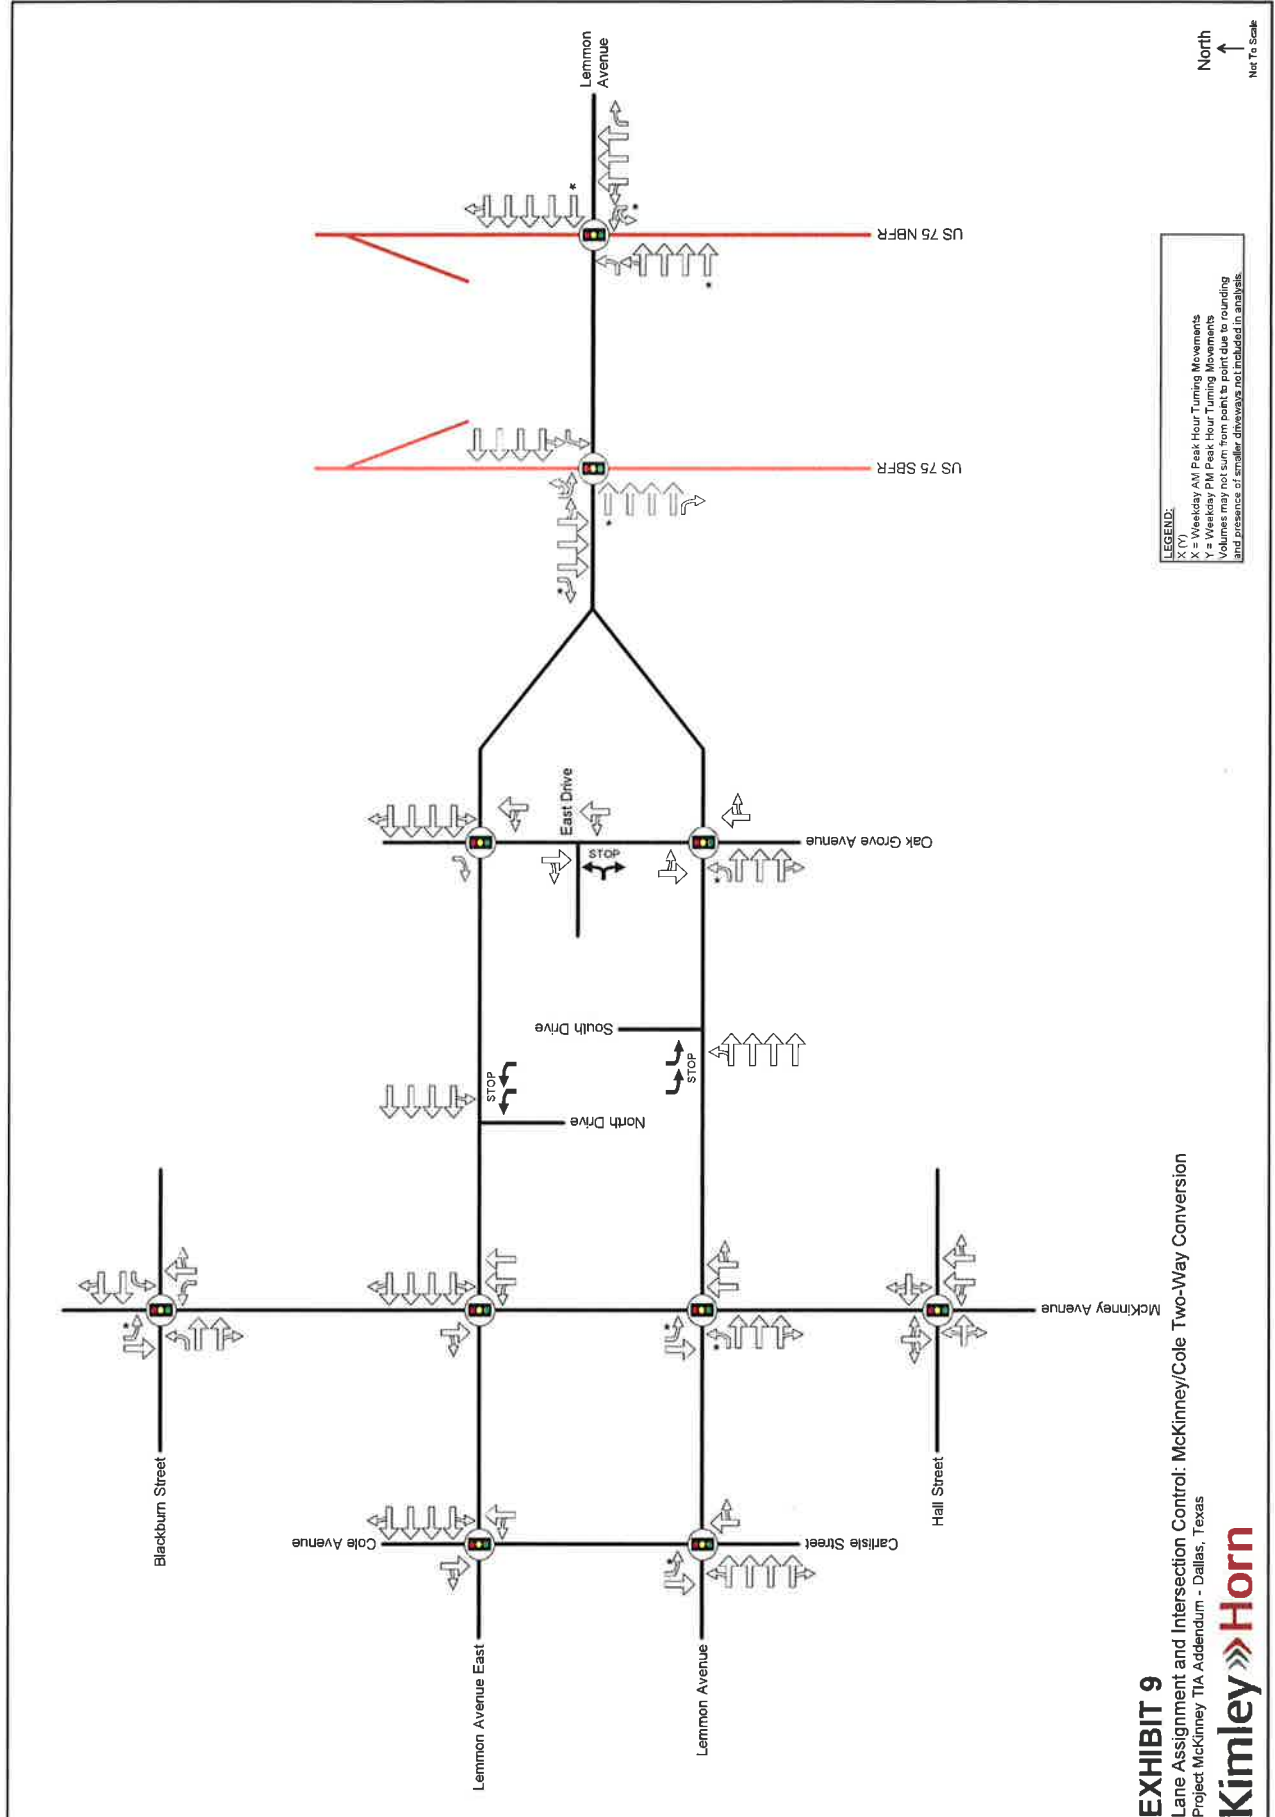 Lemmon
Avenue
North
Not To Scale
US 75 NBFR
US 75 SBFR
LEGEND:
X (Y)
X = Weekday AM Peak Hour Turning Movements
Y = Weekday PM Peak Hour Turning Movements
Volumes may not sum from point to point due to rounding
and presence of smaller driveways not included in analysis.
East Drive
STOP
Oak Grove Avenue
South Drive
STOP
STOP
North Drive
McKinney Avenue
Blackburn Street
Cole Avenue
Carlisle Street
Hall Street
Lemmon Avenue East
Lemmon Avenue
EXHIBIT 9
Lane Assignment and Intersection Control: McKinney/Cole Two-Way Conversion
Project McKinney TIA Addendum - Dallas, Texas
Kimley»Horn